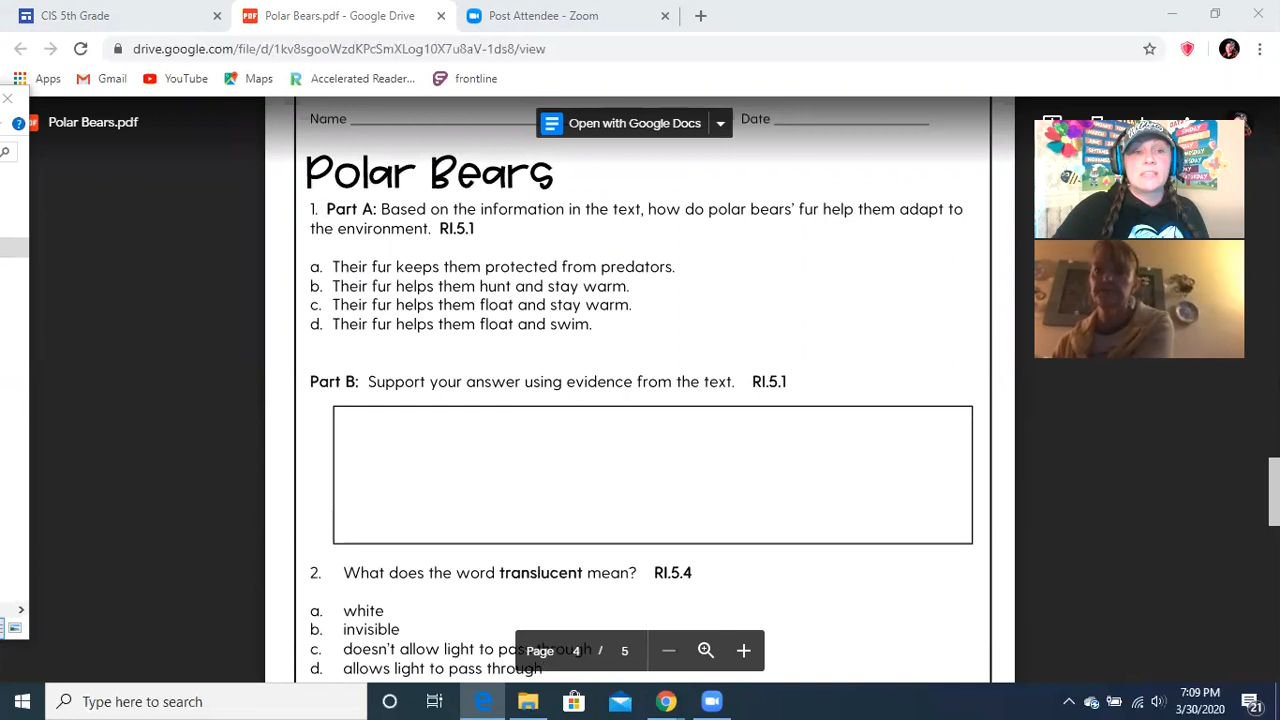 CIS 5th Grade
Polar Bears.pdf - Google Drive
Post Attendee - Zoom
drive.google.com/file/d/1kv8sgooWzdKPcSmXLog10X7u8aV-1ds8/view
Apps
Gmail
YouTube
Maps
Accelerated Reader...
frontline
Polar Bears.pdf
Name
Open with Google Docs
Date
Polar Bears
1. Part A: Based on the information in the text, how do polar bears' fur help them adapt to
the environment. RI.5.1
a. Their fur keeps them protected from predators.
b. Their fur helps them hunt and stay warm.
c. Their fur helps them float and stay warm.
d. Their fur helps them float and swim.
Part B: Support your answer using evidence from the text. RI.5.1
2. What does the word translucent mean? RI.5.4
a. white
b. invisible
c. doesn't allow light to pass through
d. allows light to pass through
Page 4 / 5
Type here to search
7:09 PM
3/30/2020
21